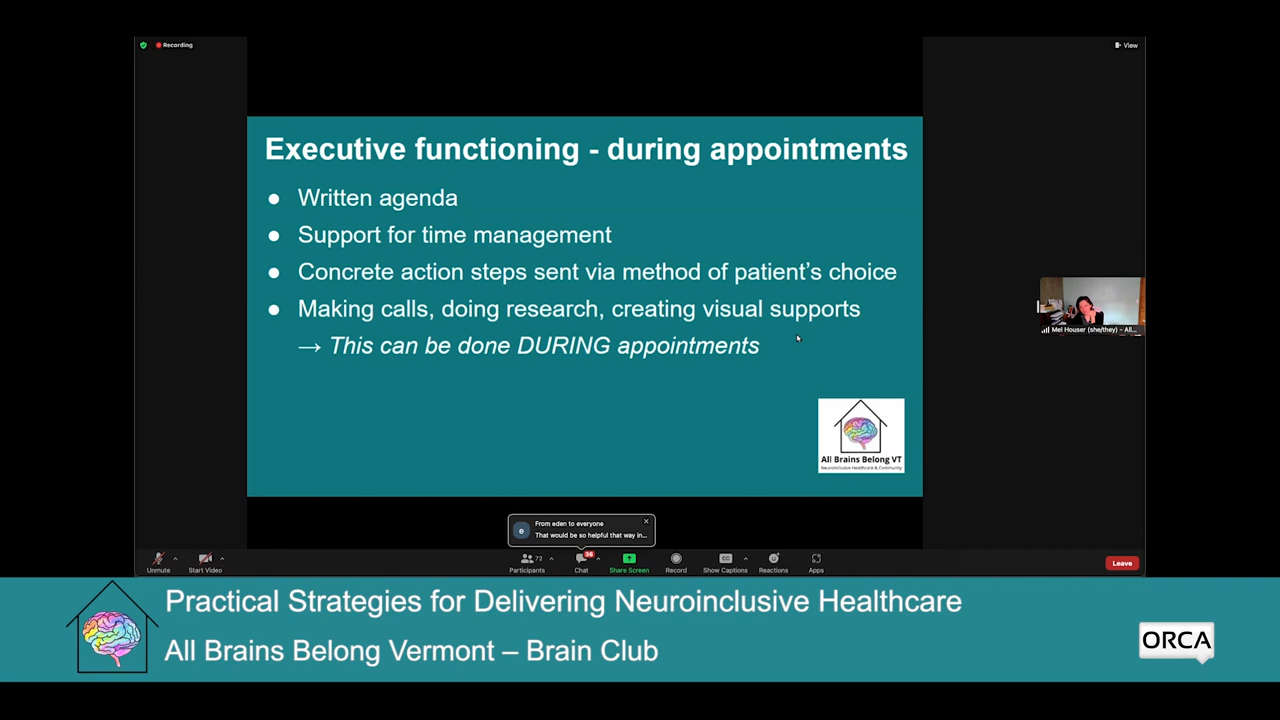 Recording
View
Executive functioning - during appointments
● Written agenda
● Support for time management
● Concrete action steps sent via method of patient's choice
● Making calls, doing research, creating visual supports
→ This can be done DURING appointments
Mel Houser (she/they) - All...
All Brains Belong VT
Neuroinclusive Healthcare & Community
e
From eden to everyone
That would be so helpful that way in...
72
36
CC
Unmute
Start Video
Participants
Chat
Share Screen
Record
Show Captions
Reactions
Apps
Leave
Practical Strategies for Delivering Neuroinclusive Healthcare
All Brains Belong Vermont – Brain Club
ORCA